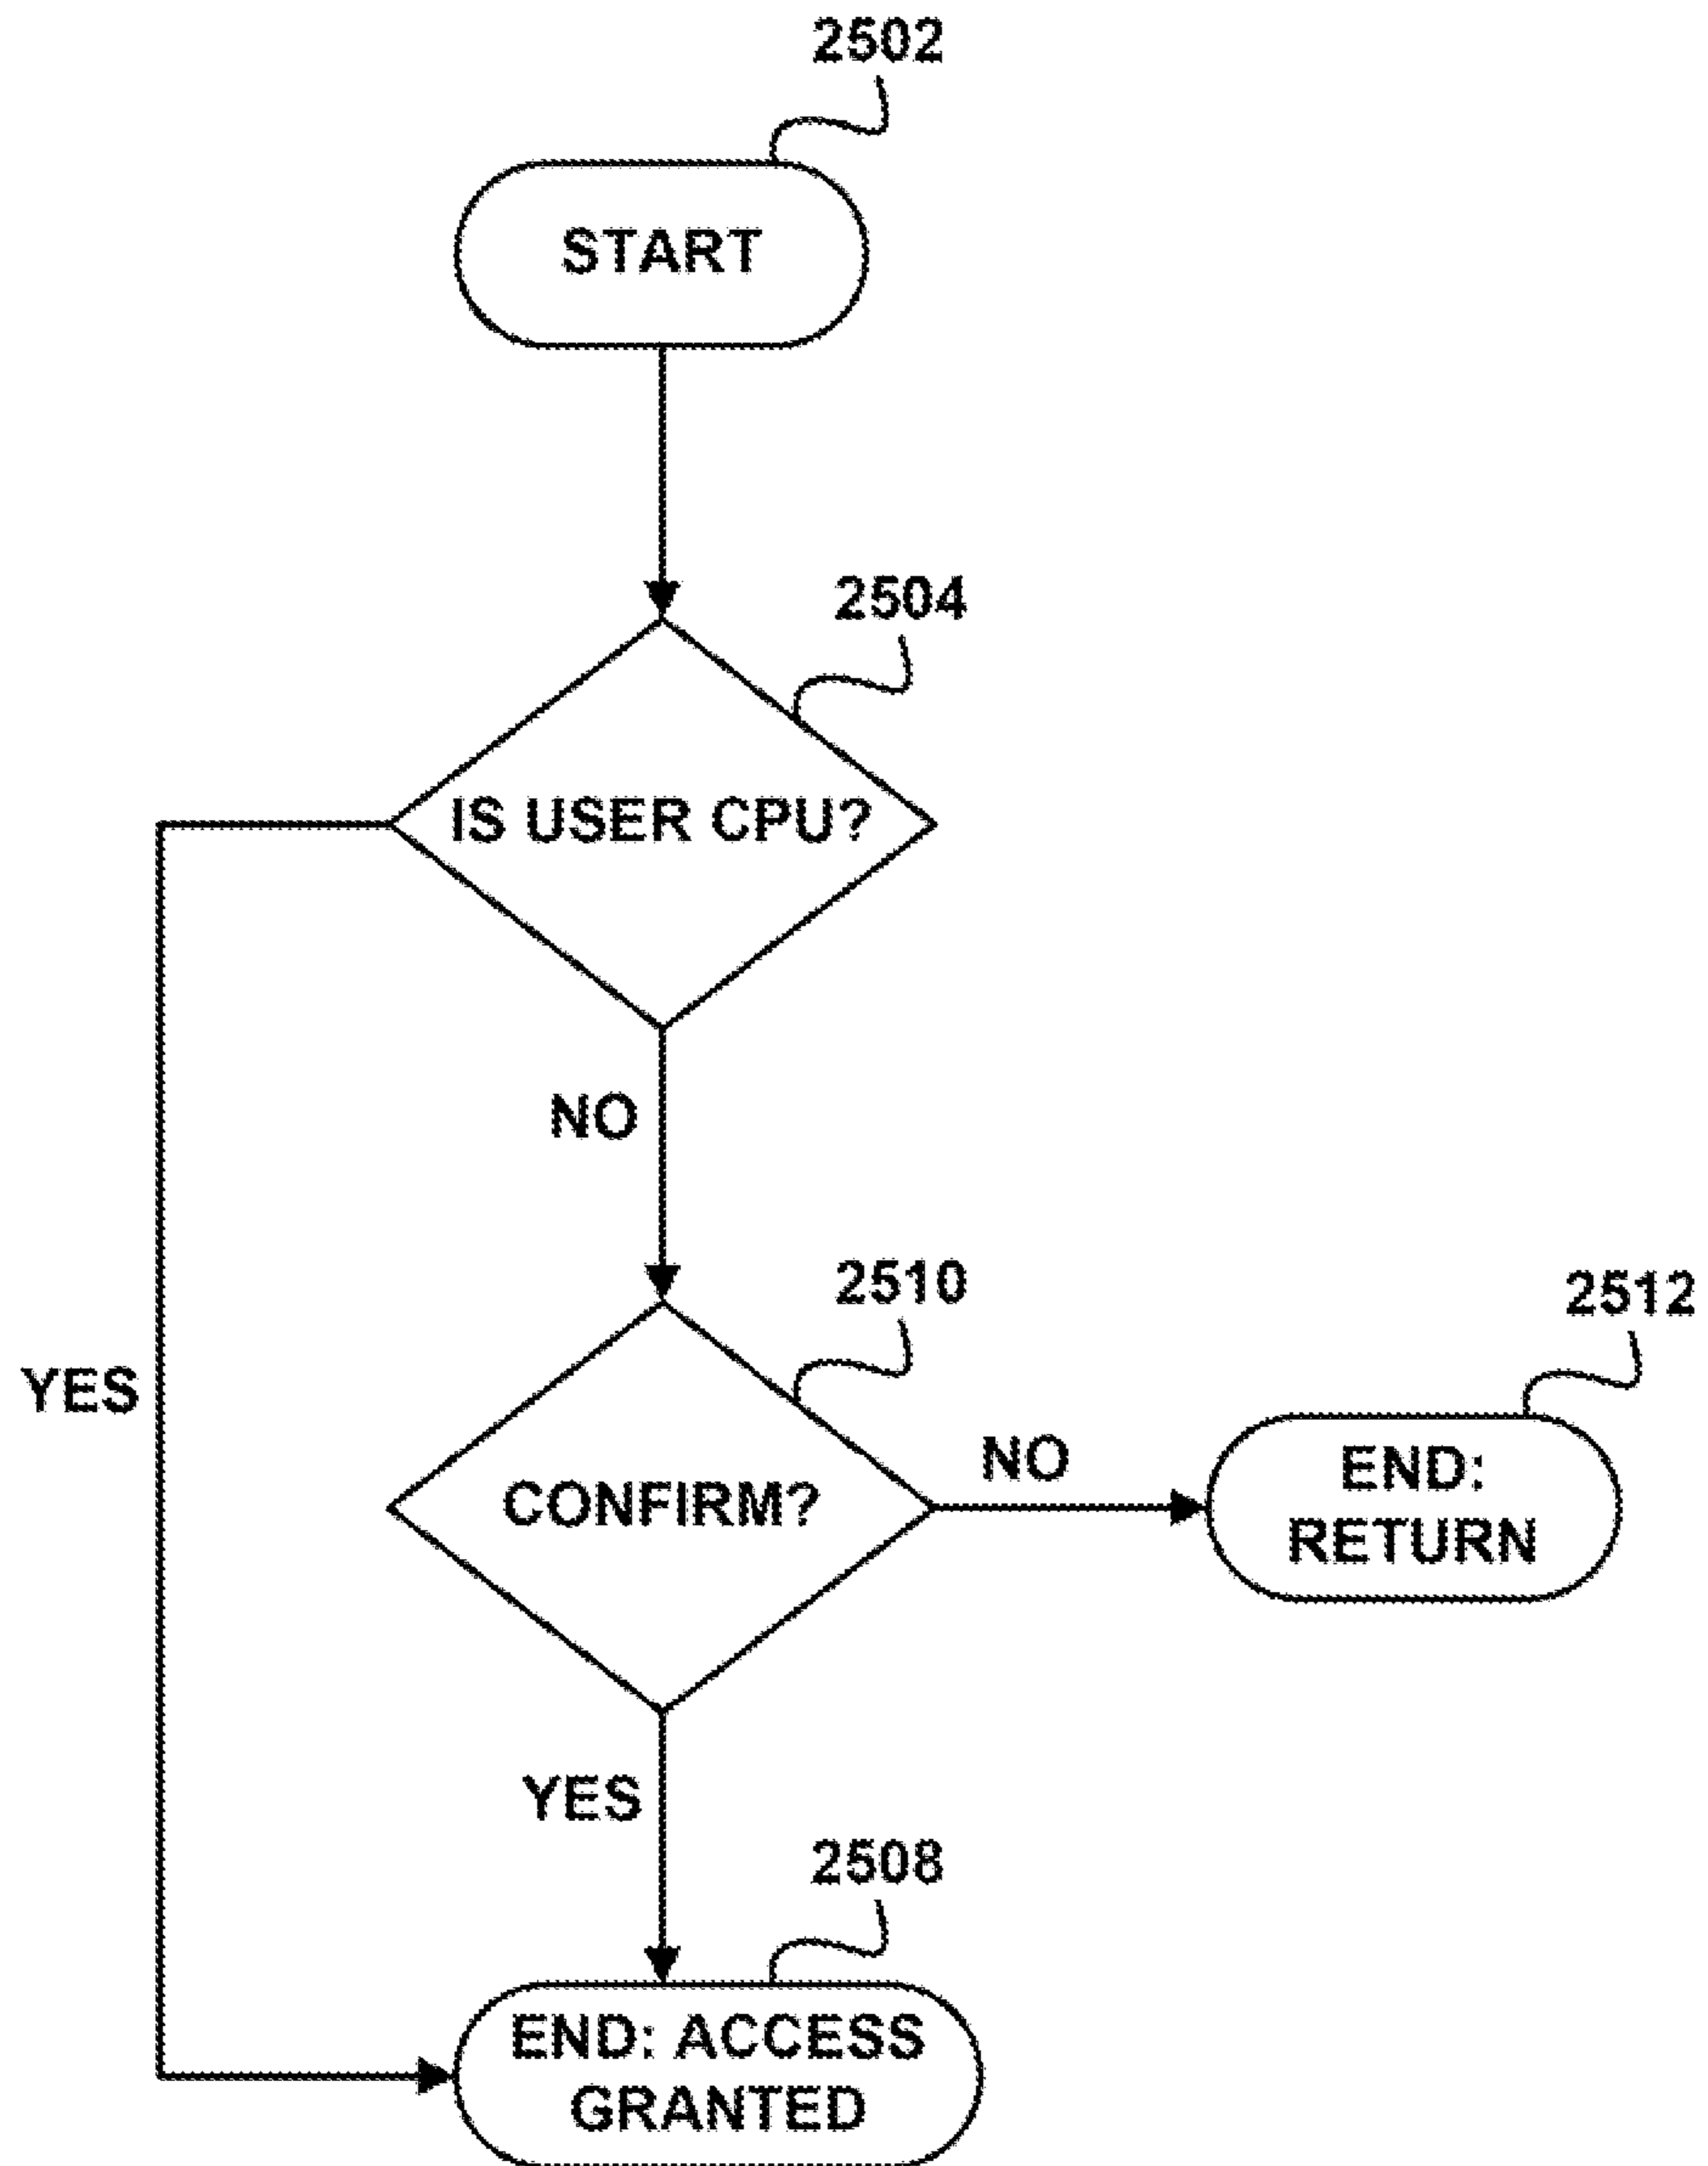 2502
START
2504
IS USER CPU?
NO
2510
2512
YES
CONFIRM?
NO
END:
RETURN
YES
2508
END: ACCESS
GRANTED